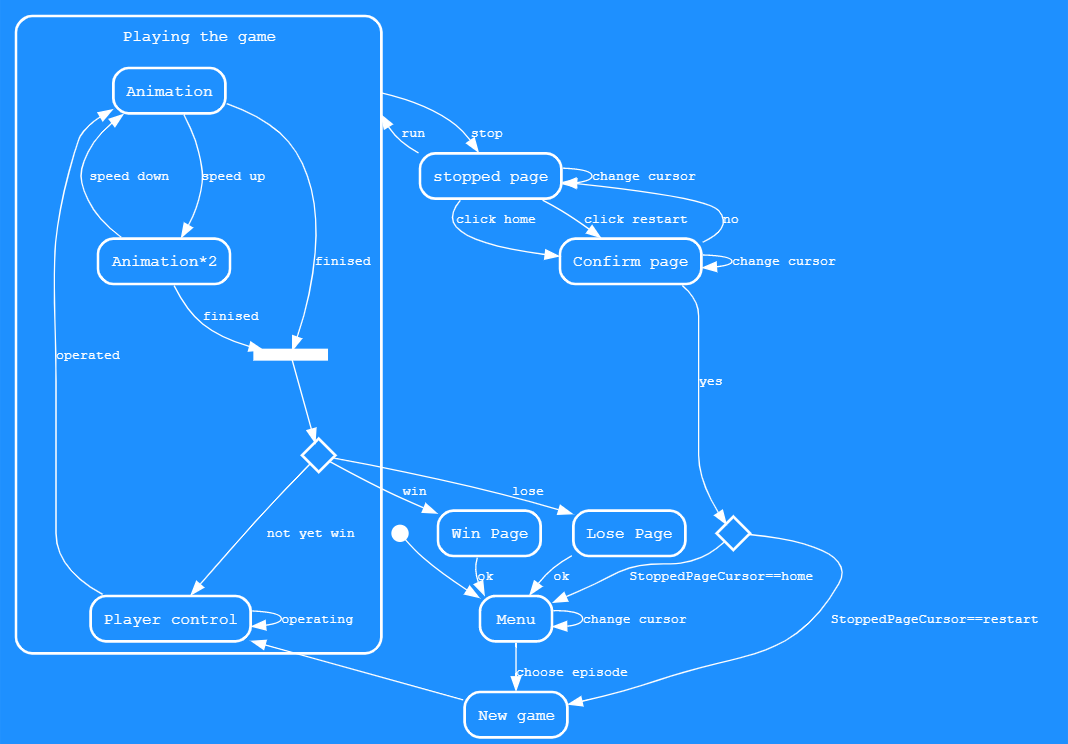 Playing the game
Animation
run
stop
speed down
speed up
stopped page
change cursor
click home
click restart
no
Animation*2
finised
Confirm page
change cursor
finised
operated
yes
win
lose
not yet win
Win Page
Lose Page
ok
ok
StoppedPageCursor==home
Player control
operating
Menu
change cursor
StoppedPageCursor==restart
choose episode
New game